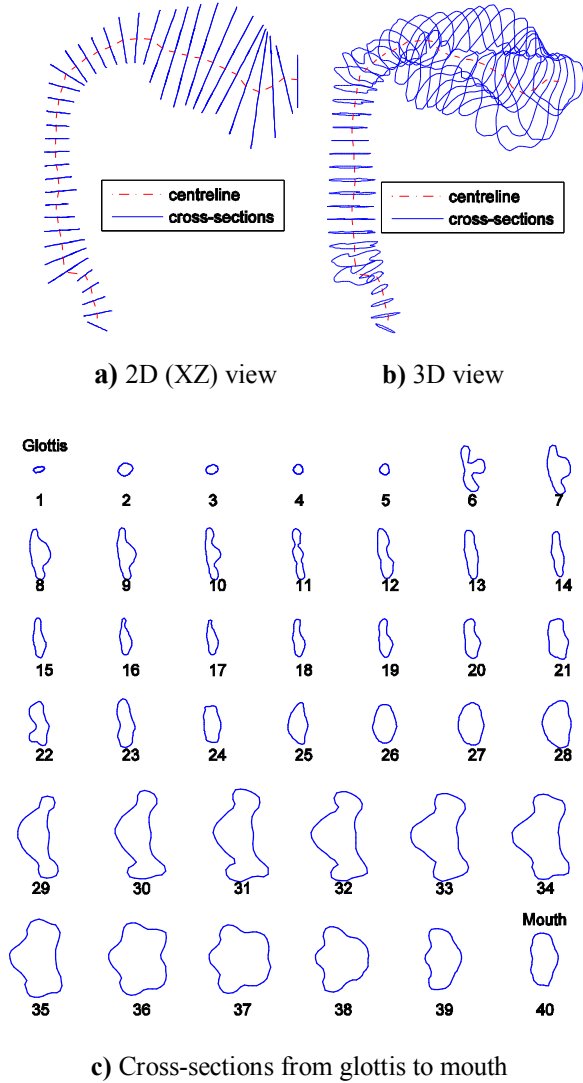 centreline
cross-sections
centreline
cross-sections
a) 2D (XZ) view
b) 3D view
Glottis
1 2 3 4 5 6 7
8 9 10 11 12 13 14
15 16 17 18 19 20 21
22 23 24 25 26 27 28
29 30 31 32 33 34
Mouth
35 36 37 38 39 40
c) Cross-sections from glottis to mouth